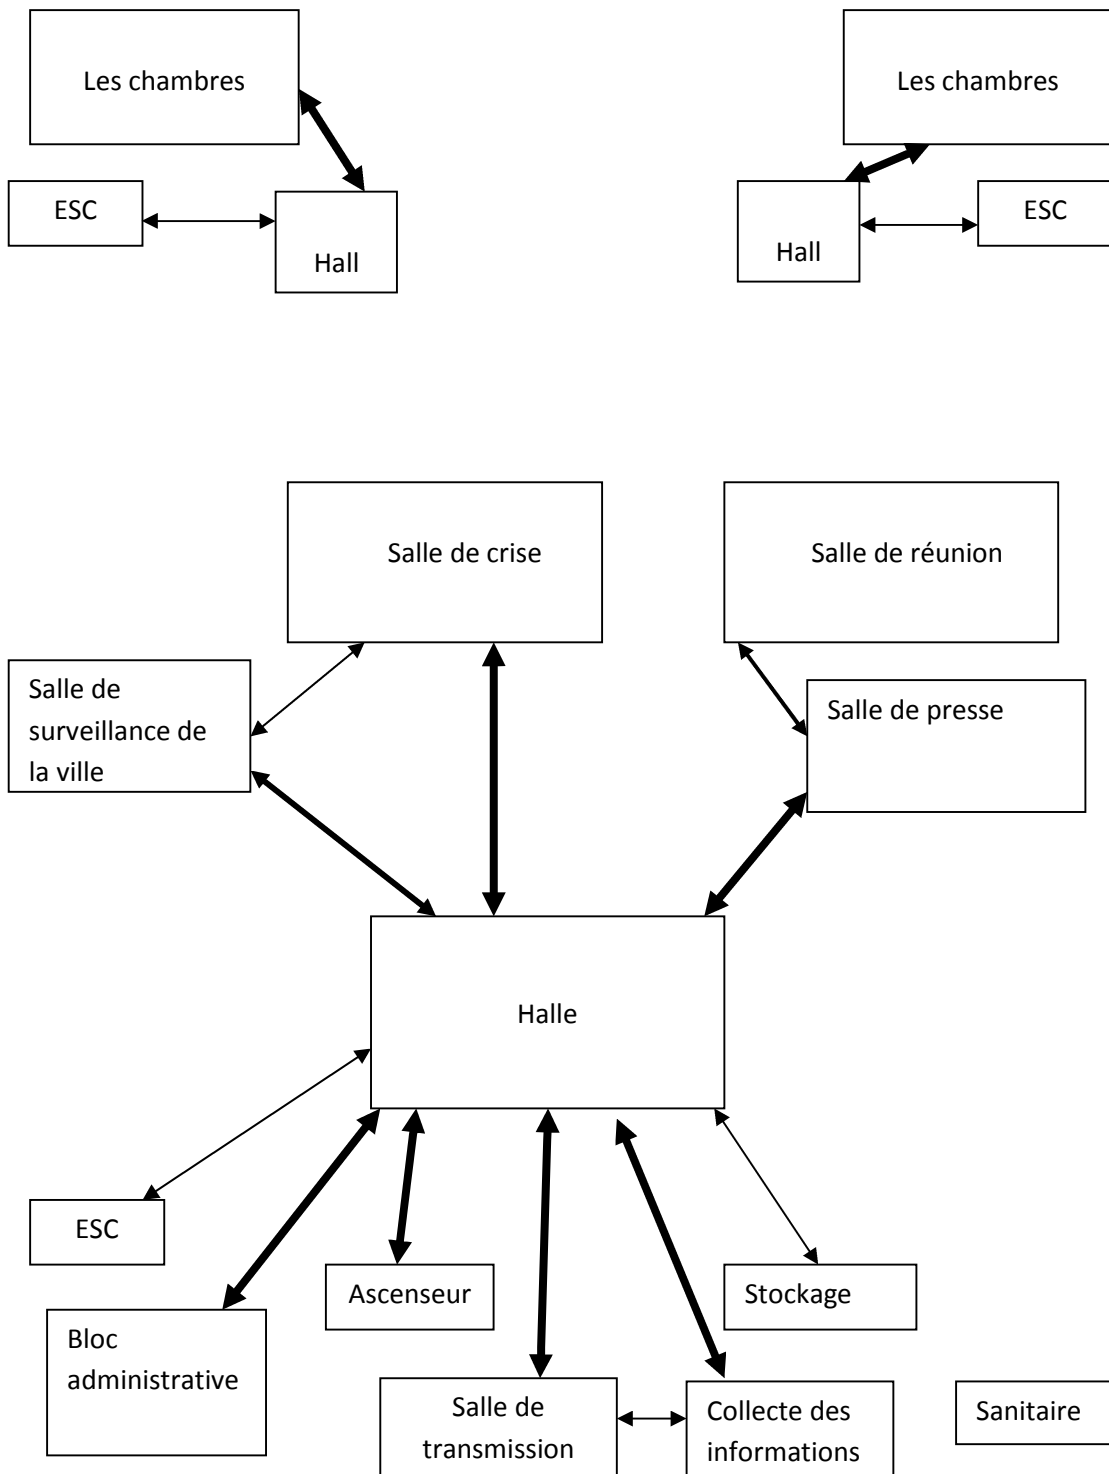 Les chambres
Les chambres
ESC
Hall
Hall
ESC
Salle de crise
Salle de réunion
Salle de
surveillance de
la ville
Salle de presse
Halle
ESC
Ascenseur
Stockage
Bloc
administrative
Salle de
transmission
Collecte des
informations
Sanitaire